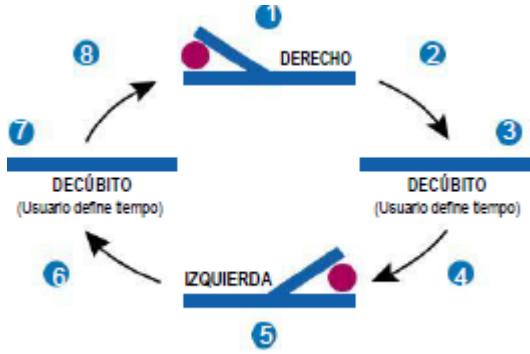 1
8
DERECHO
2
7
3
DECÚBITO
(Usuario define tiempo)
DECÚBITO
(Usuario define tiempo)
6
IZQUIERDA
4
5